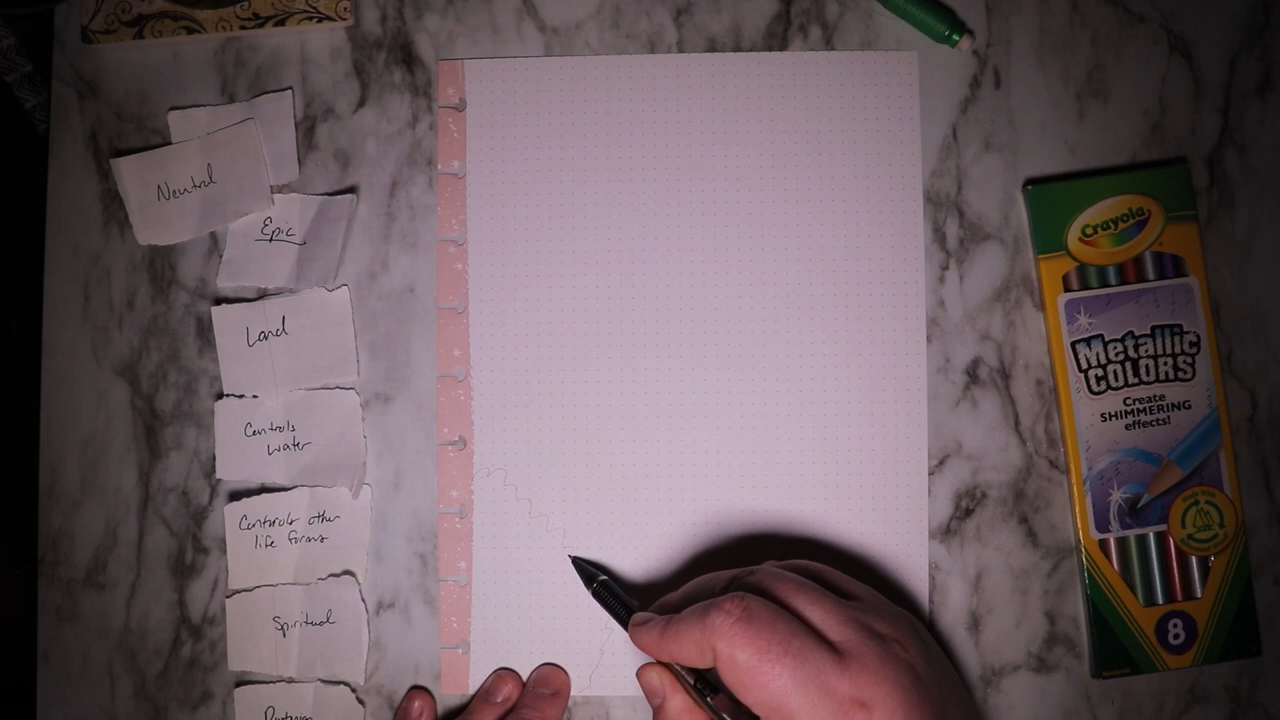 Neutral
Epic
Land
Controls
water
Controls other
life forms
Spiritual
Crayola
Metallic
COLORS
Create
SHIMMERING
effects!
8